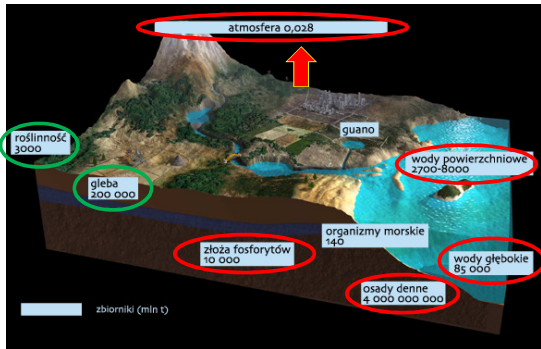 atmosfera 0,028
guano
roślinność
3000
wody powierzchniowe
2700-8000
gleba
200 000
organizmy morskie
140
złoża fosforytów
10 000
wody głębokie
85 000
osady denne
4 000 000 000
zbiorniki (mln t)